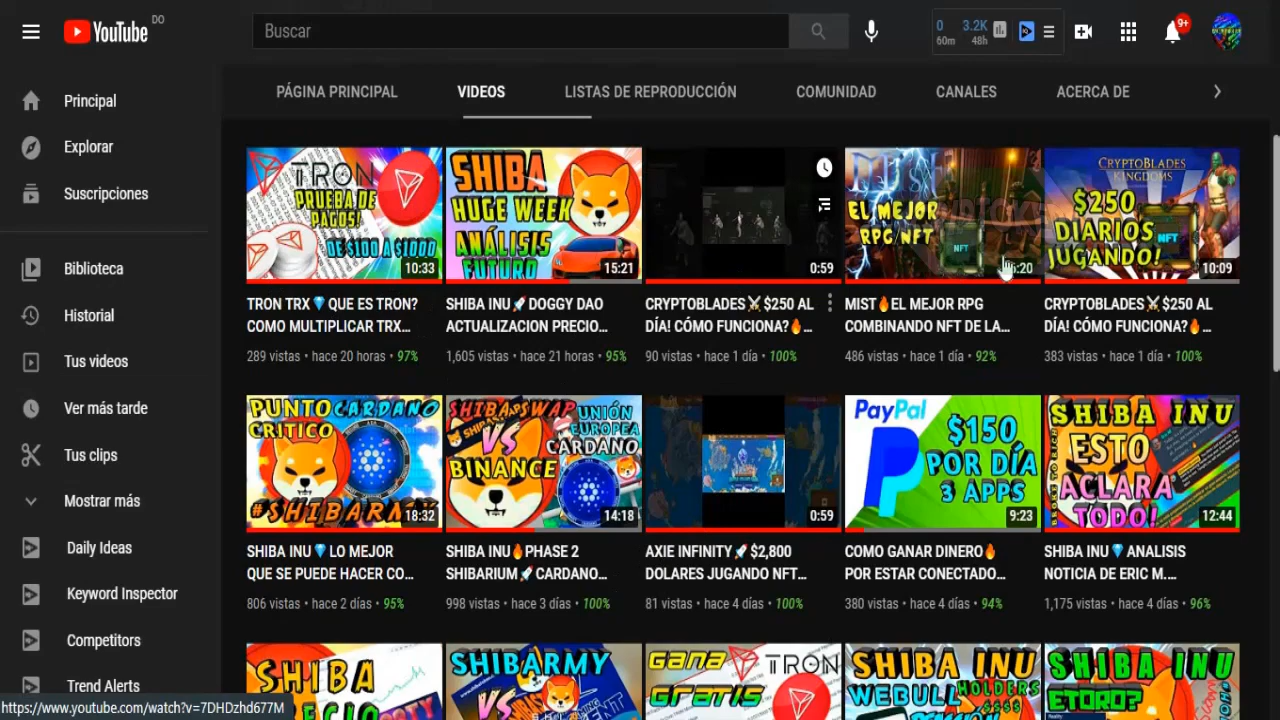 YouTube DO
Buscar
0 60m
3.2K 48h
9+
Principal
Explorar
Suscripciones
Biblioteca
Historial
Tus videos
Ver más tarde
Tus clips
Mostrar más
Daily Ideas
Keyword Inspector
Competitors
Trend Alerts
https://www.youtube.com/watch?v=7DHDzhd677M
PÁGINA PRINCIPAL
VIDEOS
LISTAS DE REPRODUCCIÓN
COMUNIDAD
CANALES
ACERCA DE
TRON
PRUEBA DE
PAGOS!
DE $100 A $1000
10:33
TRON TRX💎QUE ES TRON?
COMO MULTIPLICAR TRX...
289 vistas • hace 20 horas • 97%
SHIBA
HUGE WEEK
ANÁLISIS
FUTURO
15:21
SHIBA INU🚀DOGGY DAO
ACTUALIZACION PRECIO...
1,605 vistas • hace 21 horas • 95%
0:59
CRYPTOBLADES⚔️$250 AL
DÍA! CÓMO FUNCIONA?🔥...
90 vistas • hace 1 día • 100%
EL MEJOR
RPG NFT
NFT
:20
MIST🔥EL MEJOR RPG
COMBINANDO NFT DE LA...
486 vistas • hace 1 día • 92%
CRYPTOBLADES
KINGDOMS
$250
DIARIOS
NFT
JUGANDO!
10:09
CRYPTOBLADES⚔️$250 AL
DÍA! CÓMO FUNCIONA?🔥...
383 vistas • hace 1 día • 100%
PUNTO CARDANO
CRITICO
#SHIBARMY
18:32
SHIBA INU💎LO MEJOR
QUE SE PUEDE HACER CO...
806 vistas • hace 2 días • 95%
SHIBASWAP
UNIÓN
EUROPEA
VS
CARDANO
BINANCE
14:18
SHIBA INU🔥PHASE 2
SHIBARIUM🚀CARDANO...
998 vistas • hace 3 días • 100%
0:59
AXIE INFINITY🚀$2,800
DOLARES JUGANDO NFT...
81 vistas • hace 4 días • 100%
PayPal
$150
POR DÍA
3 APPS
9:23
COMO GANAR DINERO🔥
POR ESTAR CONECTADO...
380 vistas • hace 4 días • 94%
SHIBA INU
ESTO
ACLARA
TODO!
12:44
SHIBA INU💎ANALISIS
NOTICIA DE ERIC M....
1,175 vistas • hace 4 días • 96%
SHIBA
SHIBARMY
GANA TRON
GRATIS
SHIBA INU
WEBULL
HOLDERS
$$$$
SHIBA INU
ETORO?